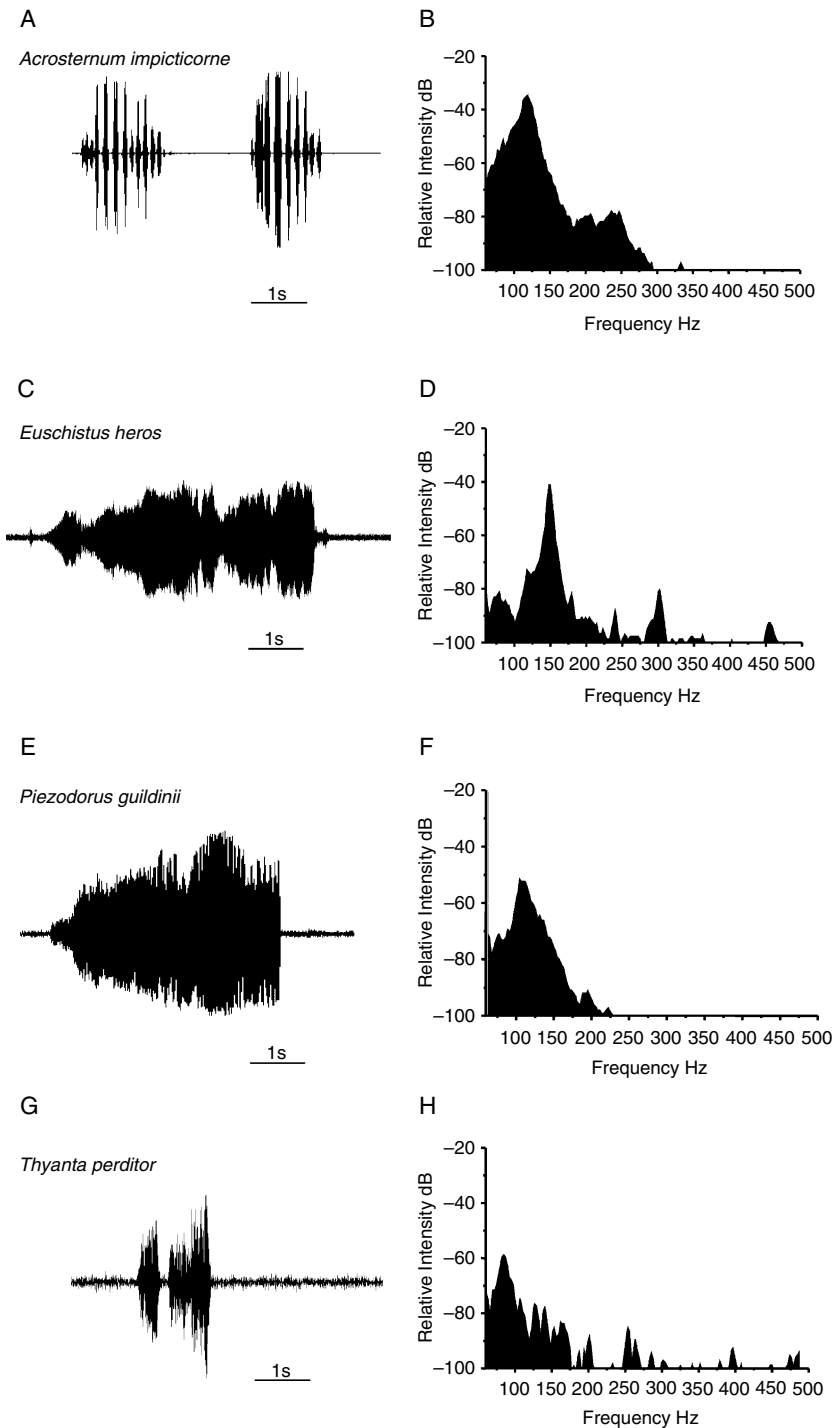 A
B
Acrosternum impicticorne
Relative Intensity dB
−20
−40
−60
−80
−100
100 150 200 250 300 350 400 450 500
Frequency Hz
1s
C
D
Euschistus heros
Relative Intensity dB
−20
−40
−60
−80
−100
100 150 200 250 300 350 400 450 500
Frequency Hz
1s
E
F
Piezodorus guildinii
Relative Intensity dB
−20
−40
−60
−80
−100
100 150 200 250 300 350 400 450 500
Frequency Hz
1s
G
H
Thyanta perditor
Relative Intensity dB
−20
−40
−60
−80
−100
100 150 200 250 300 350 400 450 500
Frequency Hz
1s